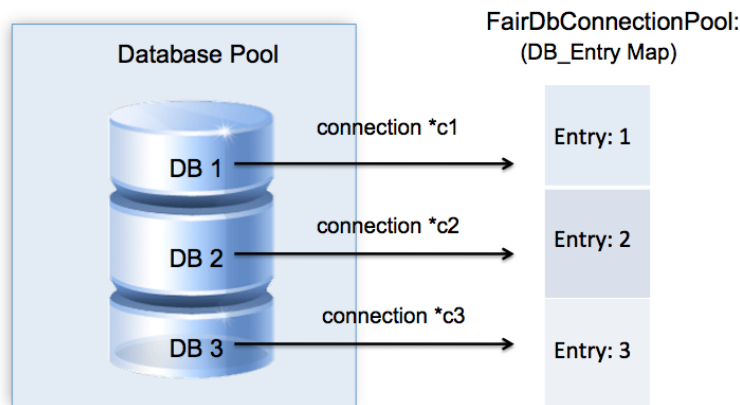 FairDbConnectionPool:
(DB_Entry Map)
Database Pool
connection *c1
DB 1
Entry: 1
connection *c2
DB 2
Entry: 2
connection *c3
DB 3
Entry: 3